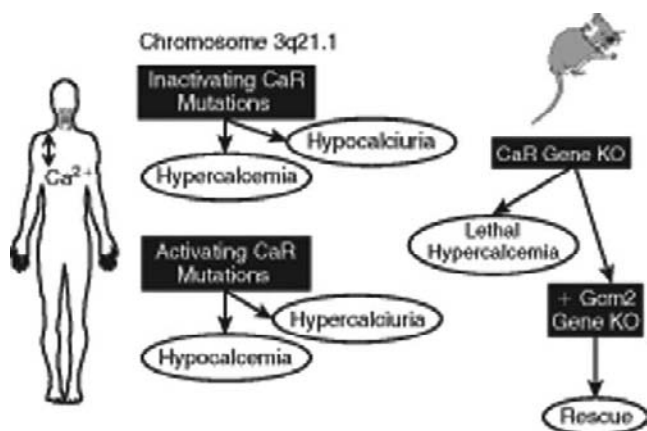 Chromosome 3q21.1
Inactivating CaR
Mutations
Hypocalciuria
Hypercalcemia
Ca2+
Activating CaR
Mutations
Hypercalciuria
Hypocalcemia
CaR Gene KO
Lethal
Hypercalcemia
+ Gcm2
Gene KO
Rescue